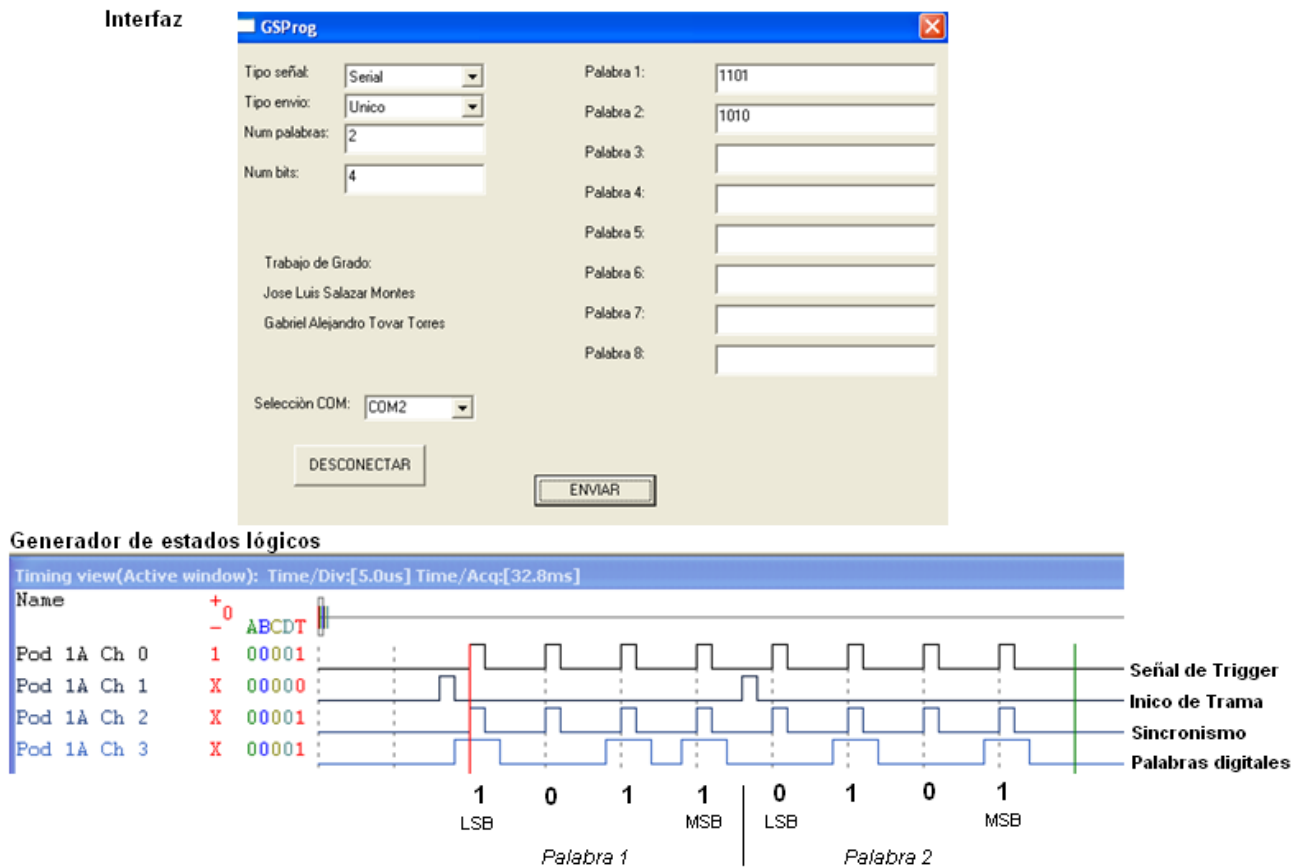 Interfaz
GSProg
Tipo señal: Serial
Tipo envio: Unico
Num palabras: 2
Num bits: 4
Palabra 1: 1101
Palabra 2: 1010
Palabra 3:
Palabra 4:
Palabra 5:
Palabra 6:
Palabra 7:
Palabra 8:
Trabajo de Grado:
Jose Luis Salazar Montes
Gabriel Alejandro Tovar Torres
Selecciòn COM: COM2
DESCONECTAR
ENVIAR
Generador de estados lógicos
Timing view(Active window): Time/Div:[5.0us] Time/Acq:[32.8ms]
Name + 0 - ABCDT
Pod 1A Ch 0 1 00001 Señal de Trigger
Pod 1A Ch 1 X 00000 Inico de Trama
Pod 1A Ch 2 X 00001 Sincronismo
Pod 1A Ch 3 X 00001 Palabras digitales
1 0 1 1 0 1 0 1
LSB MSB LSB MSB
Palabra 1 Palabra 2